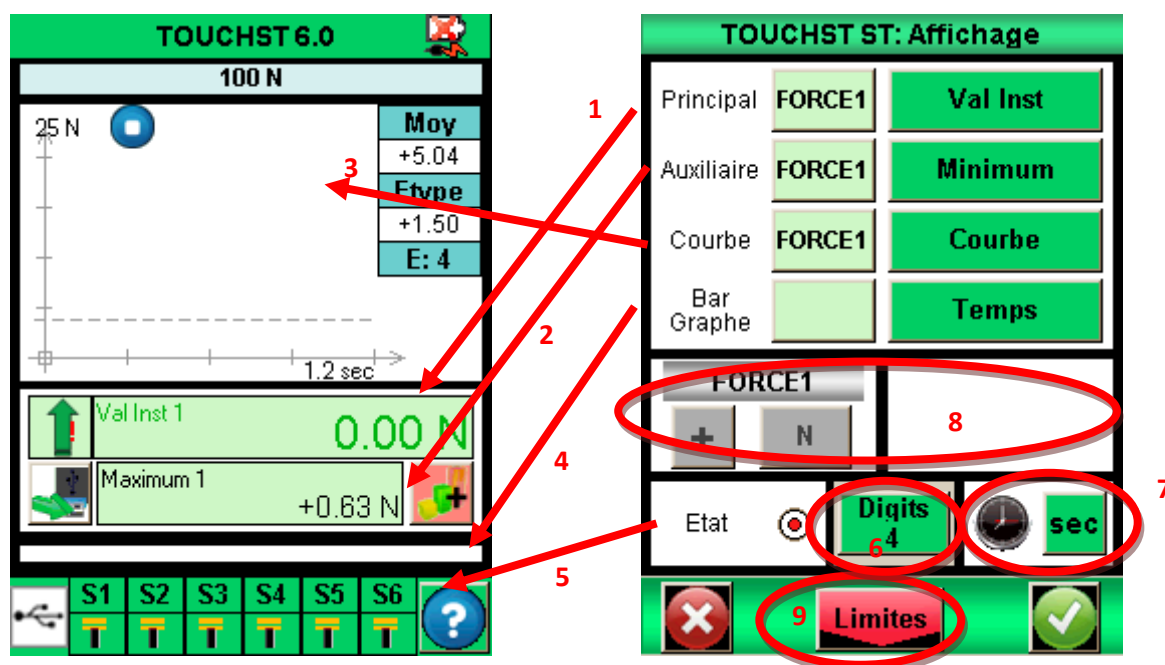 TOUCHST 6.0
100 N
25 N
Moy
+5.04
Etype
+1.50
E: 4
1.2 sec
Val Inst 1
0.00 N
Maximum 1
+0.63 N
S1 S2 S3 S4 S5 S6
?
1
2
3
4
5
TOUCHST ST: Affichage
Principal FORCE1 Val Inst
Auxiliaire FORCE1 Minimum
Courbe FORCE1 Courbe
Bar
Graphe
Temps
FORCE1
+ N
8
Etat
Digits
4
6
sec
7
9
Limites